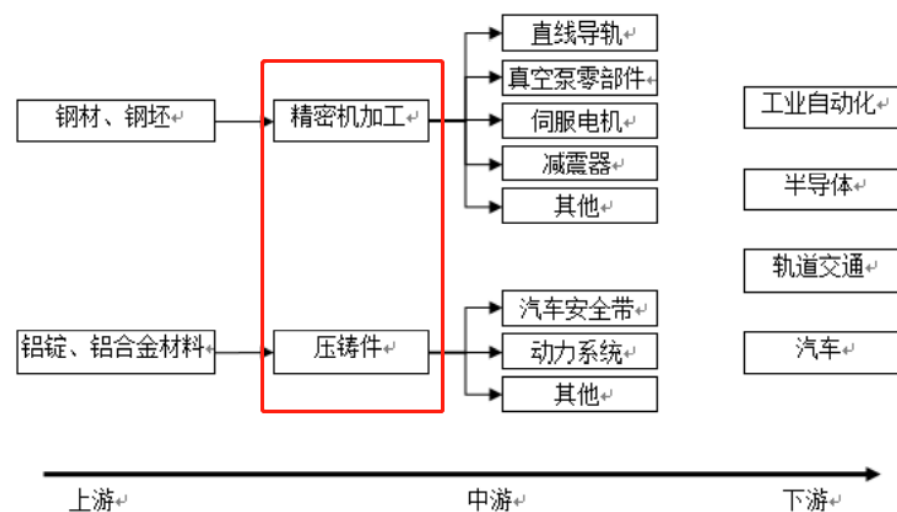 钢材、钢坯
铝锭、铝合金材料
精密机加工
压铸件
直线导轨
真空泵零部件
伺服电机
减震器
其他
汽车安全带
动力系统
其他
工业自动化
半导体
轨道交通
汽车
上游
中游
下游